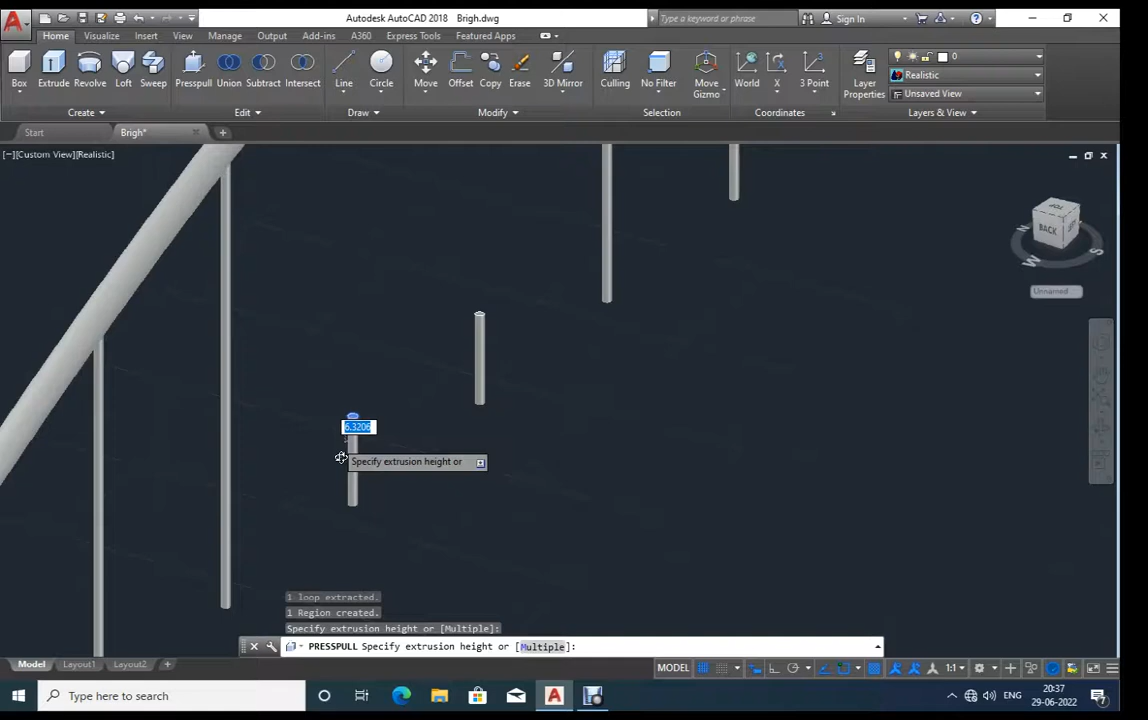 Autodesk AutoCAD 2018 Brigh.dwg
Type a keyword or phrase
Sign In
Home Visualize Insert View Manage Output Add-ins A360 Express Tools Featured Apps
Box Extrude Revolve Loft Sweep Presspull Union Subtract Intersect Line Circle Move Offset Copy Erase 3D Mirror Culling No Filter Move Gizmo World X 3 Point Layer Properties
0
Realistic
Unsaved View
Create Edit Draw Modify Selection Coordinates Layers & View
Start Brigh*
[−][Custom View][Realistic]
TOP
BACK
N
W
S
Unnamed
6.3206
Specify extrusion height or
1 loop extracted.
1 Region created.
Specify extrusion height or [Multiple]:
PRESSPULL Specify extrusion height or [Multiple]:
Model Layout1 Layout2 +
MODEL
1:1
Type here to search
ENG
20:37
29-06-2022
7